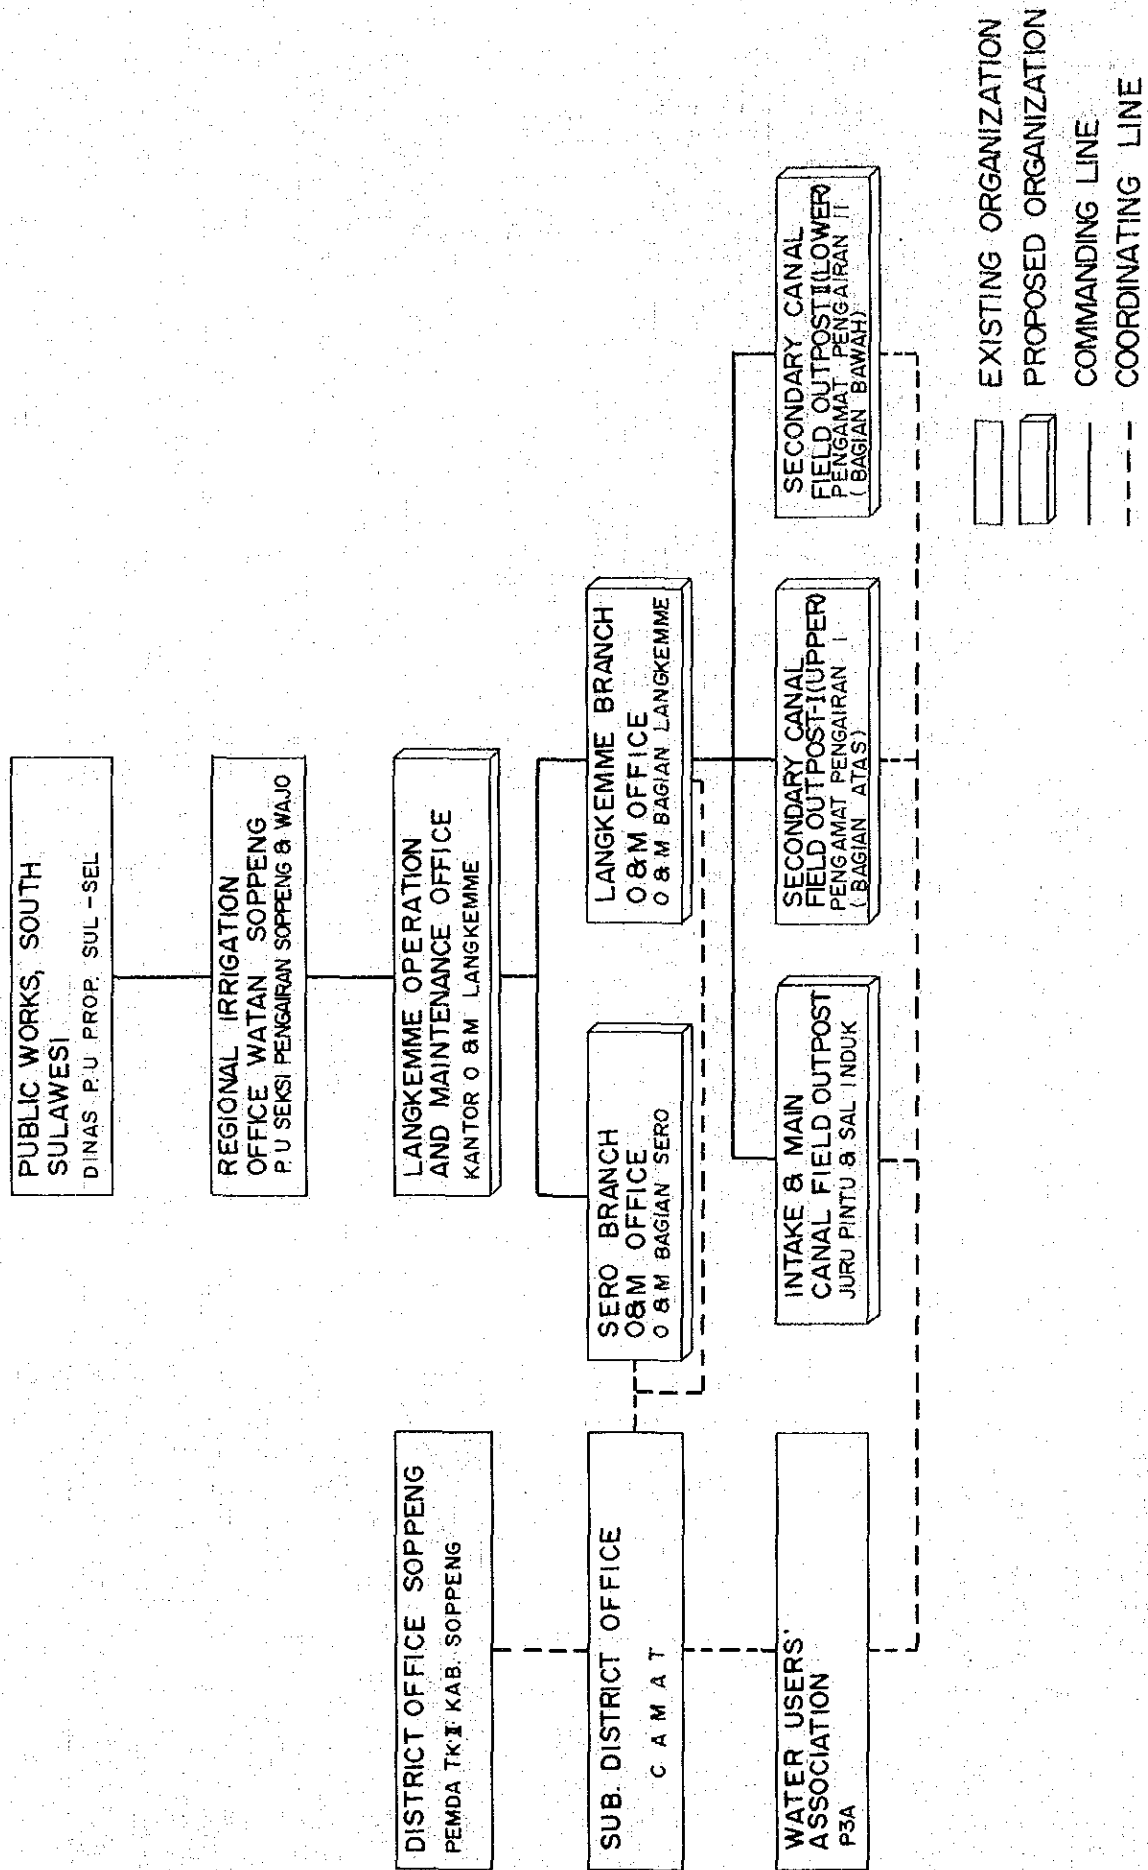 PUBLIC WORKS, SOUTH
SULAWESI
DINAS P.U PROP. SUL-SEL
REGIONAL IRRIGATION
OFFICE WATAN SOPPENG
P.U SEKSI PENGAIRAN SOPPENG & WAJO
DISTRICT OFFICE SOPPENG
PEMDA TK II KAB. SOPPENG
LANGKEMME OPERATION
AND MAINTENANCE OFFICE
KANTOR O & M LANGKEMME
SUB. DISTRICT OFFICE
C A M A T
SERO BRANCH
O&M OFFICE
O & M BAGIAN SERO
LANGKEMME BRANCH
O & M OFFICE
O & M BAGIAN LANGKEMME
WATER USERS'
ASSOCIATION
P3A
INTAKE & MAIN
CANAL FIELD OUTPOST
JURU PINTU & SAL INDUK
SECONDARY CANAL
FIELD OUTPOST-I(UPPER)
PENGAMAT PENGAIRAN I
( BAGIAN ATAS)
SECONDARY CANAL
FIELD OUTPOST II(LOWER)
PENGAMAT PENGAIRAN II
( BAGIAN BAWAH)
EXISTING ORGANIZATION
PROPOSED ORGANIZATION
COMMANDING LINE
COORDINATING LINE